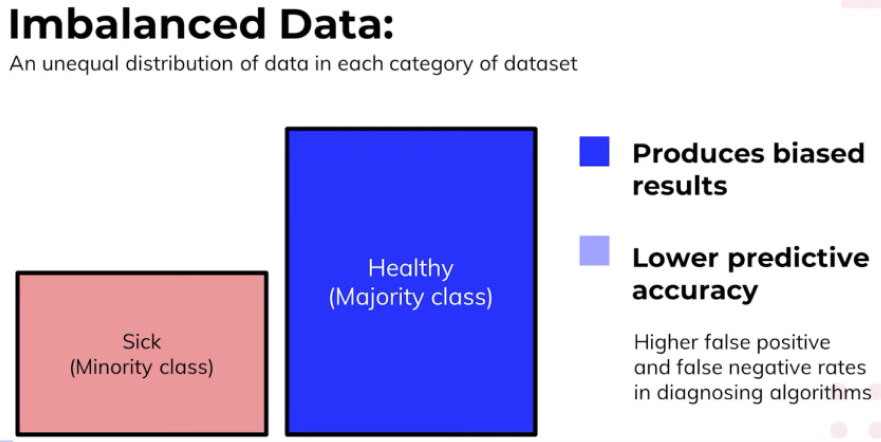 Imbalanced Data:
An unequal distribution of data in each category of dataset
Sick
(Minority class)
Healthy
(Majority class)
Produces biased
results
Lower predictive
accuracy
Higher false positive
and false negative rates
in diagnosing algorithms